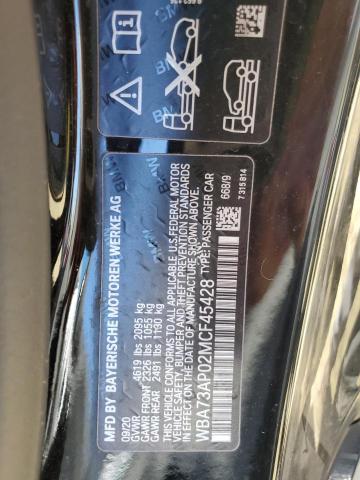 MFD BY BAYERISCHE MOTOREN WERKE AG
09/20
GVWR 4619 lbs 2095 kg
GAWR FRONT 2326 lbs 1055 kg
GAWR REAR 2491 lbs 1130 kg
THIS VEHICLE CONFORMS TO ALL APPLICABLE U.S. FEDERAL MOTOR
VEHICLE SAFETY, BUMPER AND THEFT PREVENTION STANDARDS
IN EFFECT ON THE DATE OF MANUFACTURE SHOWN ABOVE.
WBA73AP02MCF45428 TYPE: PASSENGER CAR
668/9
7 315 814
BMW
BMW